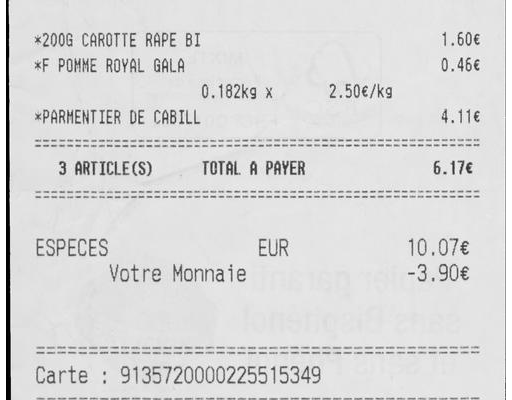 *200G CAROTTE RAPE BI 1.60€
*F POMME ROYAL GALA 0.46€
0.182kg x 2.50€/kg
*PARMENTIER DE CABILL 4.11€
3 ARTICLE(S) TOTAL A PAYER 6.17€
ESPECES EUR 10.07€
Votre Monnaie -3.90€
Carte : 9135720000225515349